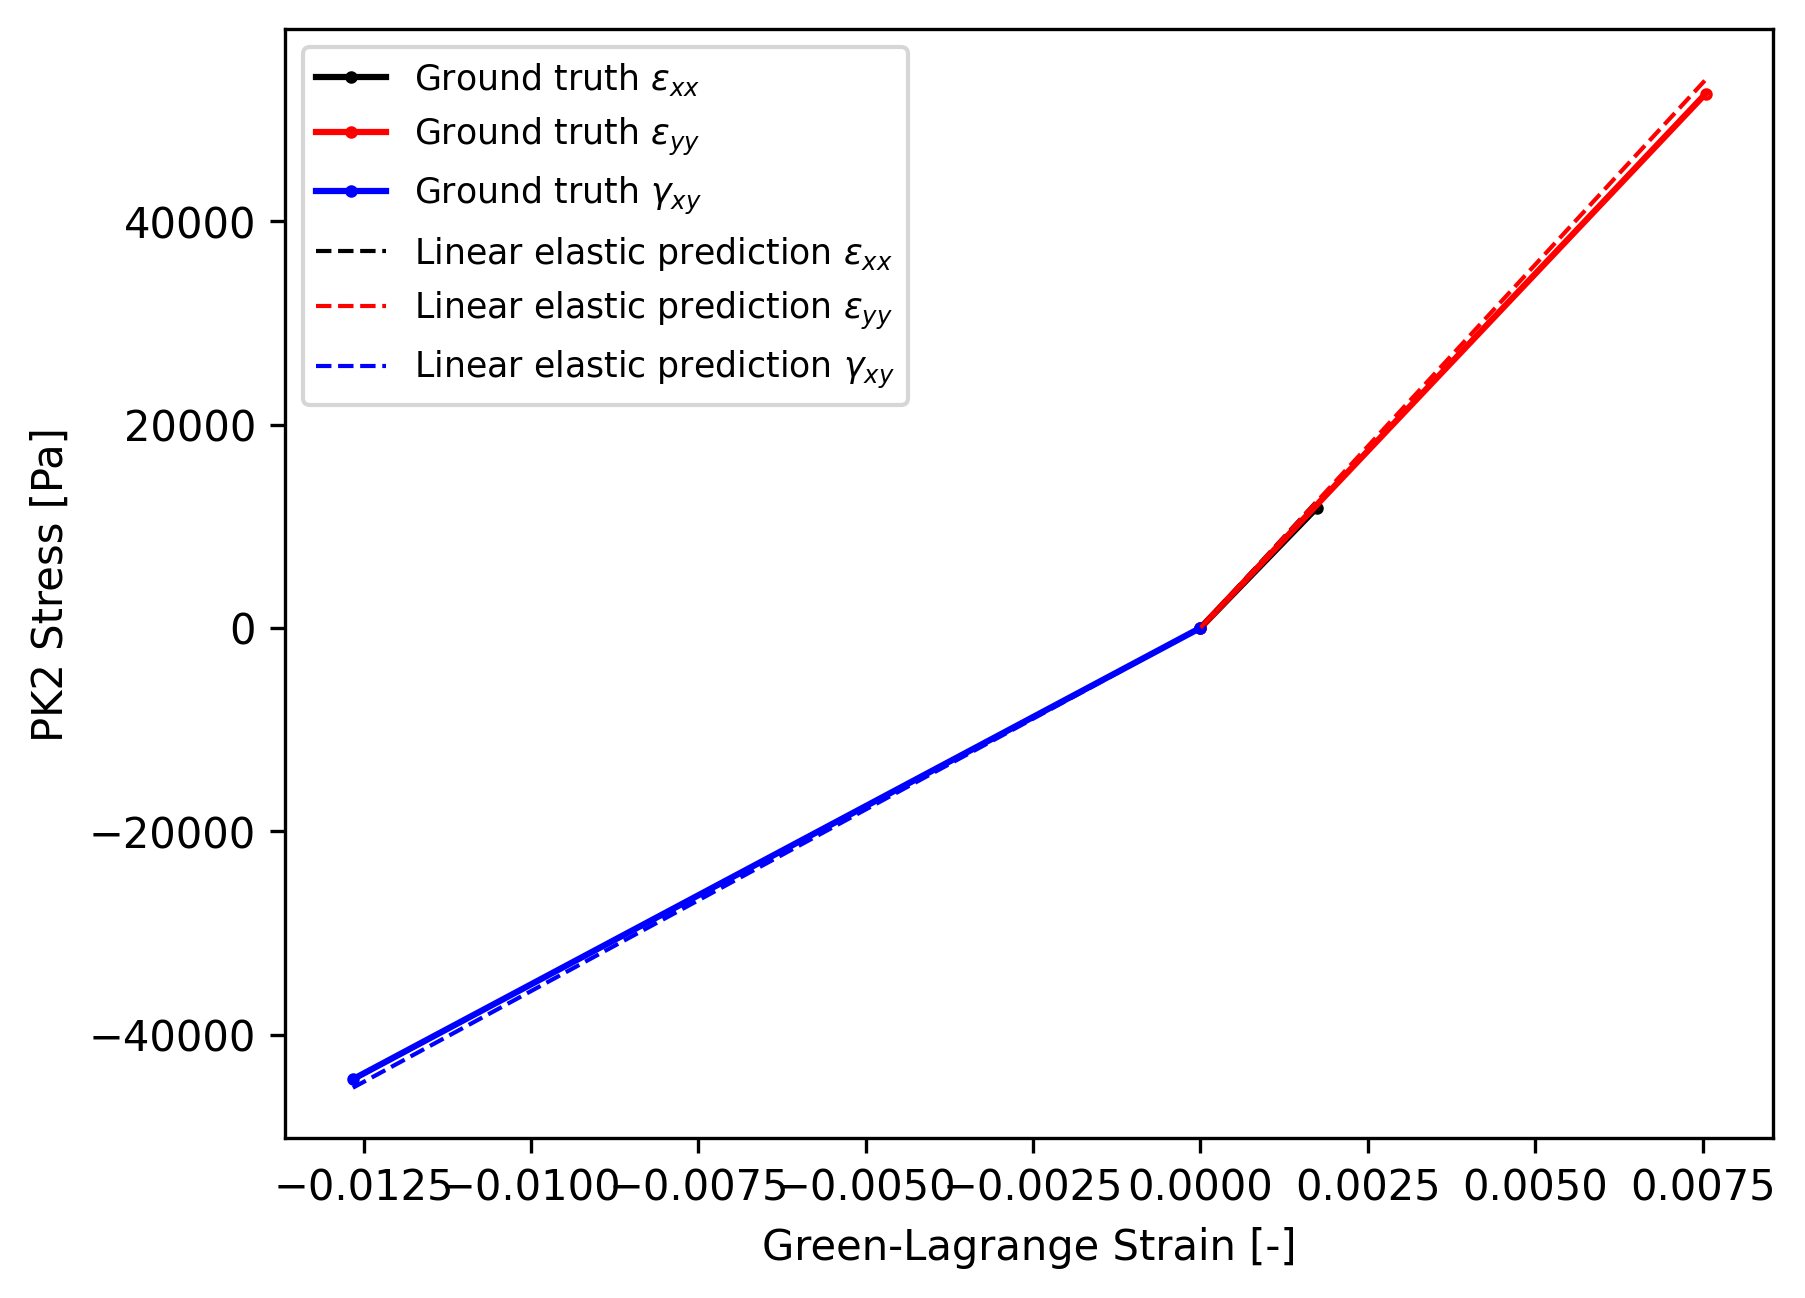 Ground truth εxx
Ground truth εyy
Ground truth γxy
Linear elastic prediction εxx
Linear elastic prediction εyy
Linear elastic prediction γxy
PK2 Stress [Pa]
40000
20000
0
−20000
−40000
−0.0125 −0.0100 −0.0075 −0.0050 −0.0025 0.0000 0.0025 0.0050 0.0075
Green-Lagrange Strain [-]